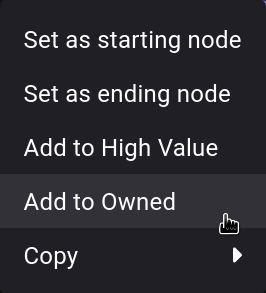 Set as starting node
Set as ending node
Add to High Value
Add to Owned
Copy